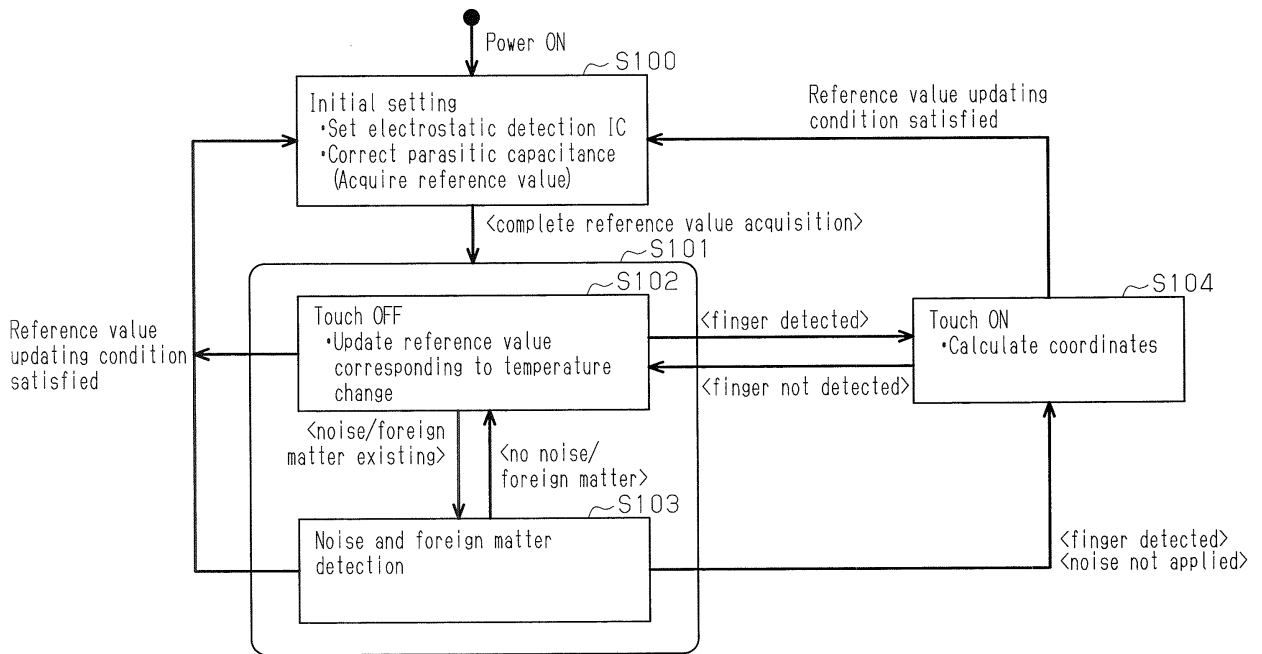 Power ON
S100
Initial setting
•Set electrostatic detection IC
•Correct parasitic capacitance
(Acquire reference value)
Reference value updating
condition satisfied
<complete reference value acquisition>
S101
S102
Touch OFF
•Update reference value
corresponding to temperature
change
Reference value
updating condition
satisfied
<finger detected>
<finger not detected>
S104
Touch ON
•Calculate coordinates
<noise/foreign
matter existing>
<no noise/
foreign matter>
S103
Noise and foreign matter
detection
<finger detected>
<noise not applied>